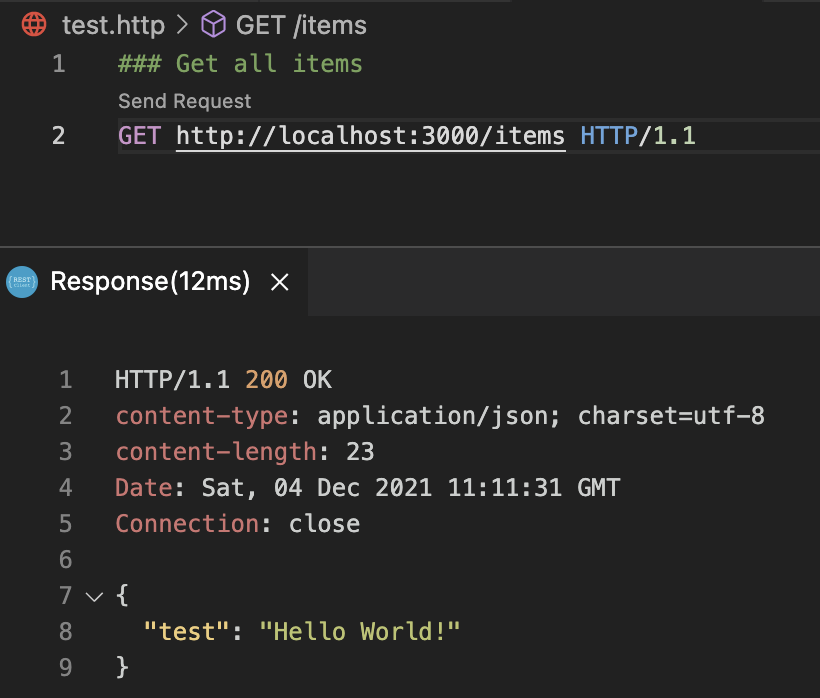 test.http > GET /items
1 ### Get all items
Send Request
2 GET http://localhost:3000/items HTTP/1.1
{REST} Client Response(12ms) ×
1 HTTP/1.1 200 OK
2 content-type: application/json; charset=utf-8
3 content-length: 23
4 Date: Sat, 04 Dec 2021 11:11:31 GMT
5 Connection: close
6
7 {
8 "test": "Hello World!"
9 }